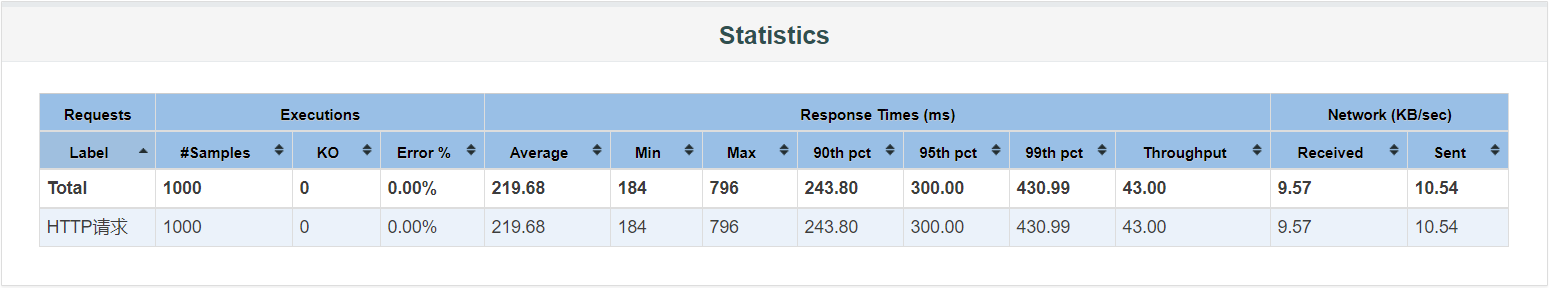 Statistics
Requests Executions Response Times (ms) Network (KB/sec)
Label #Samples KO Error % Average Min Max 90th pct 95th pct 99th pct Throughput Received Sent
Total 1000 0 0.00% 219.68 184 796 243.80 300.00 430.99 43.00 9.57 10.54
HTTP请求 1000 0 0.00% 219.68 184 796 243.80 300.00 430.99 43.00 9.57 10.54